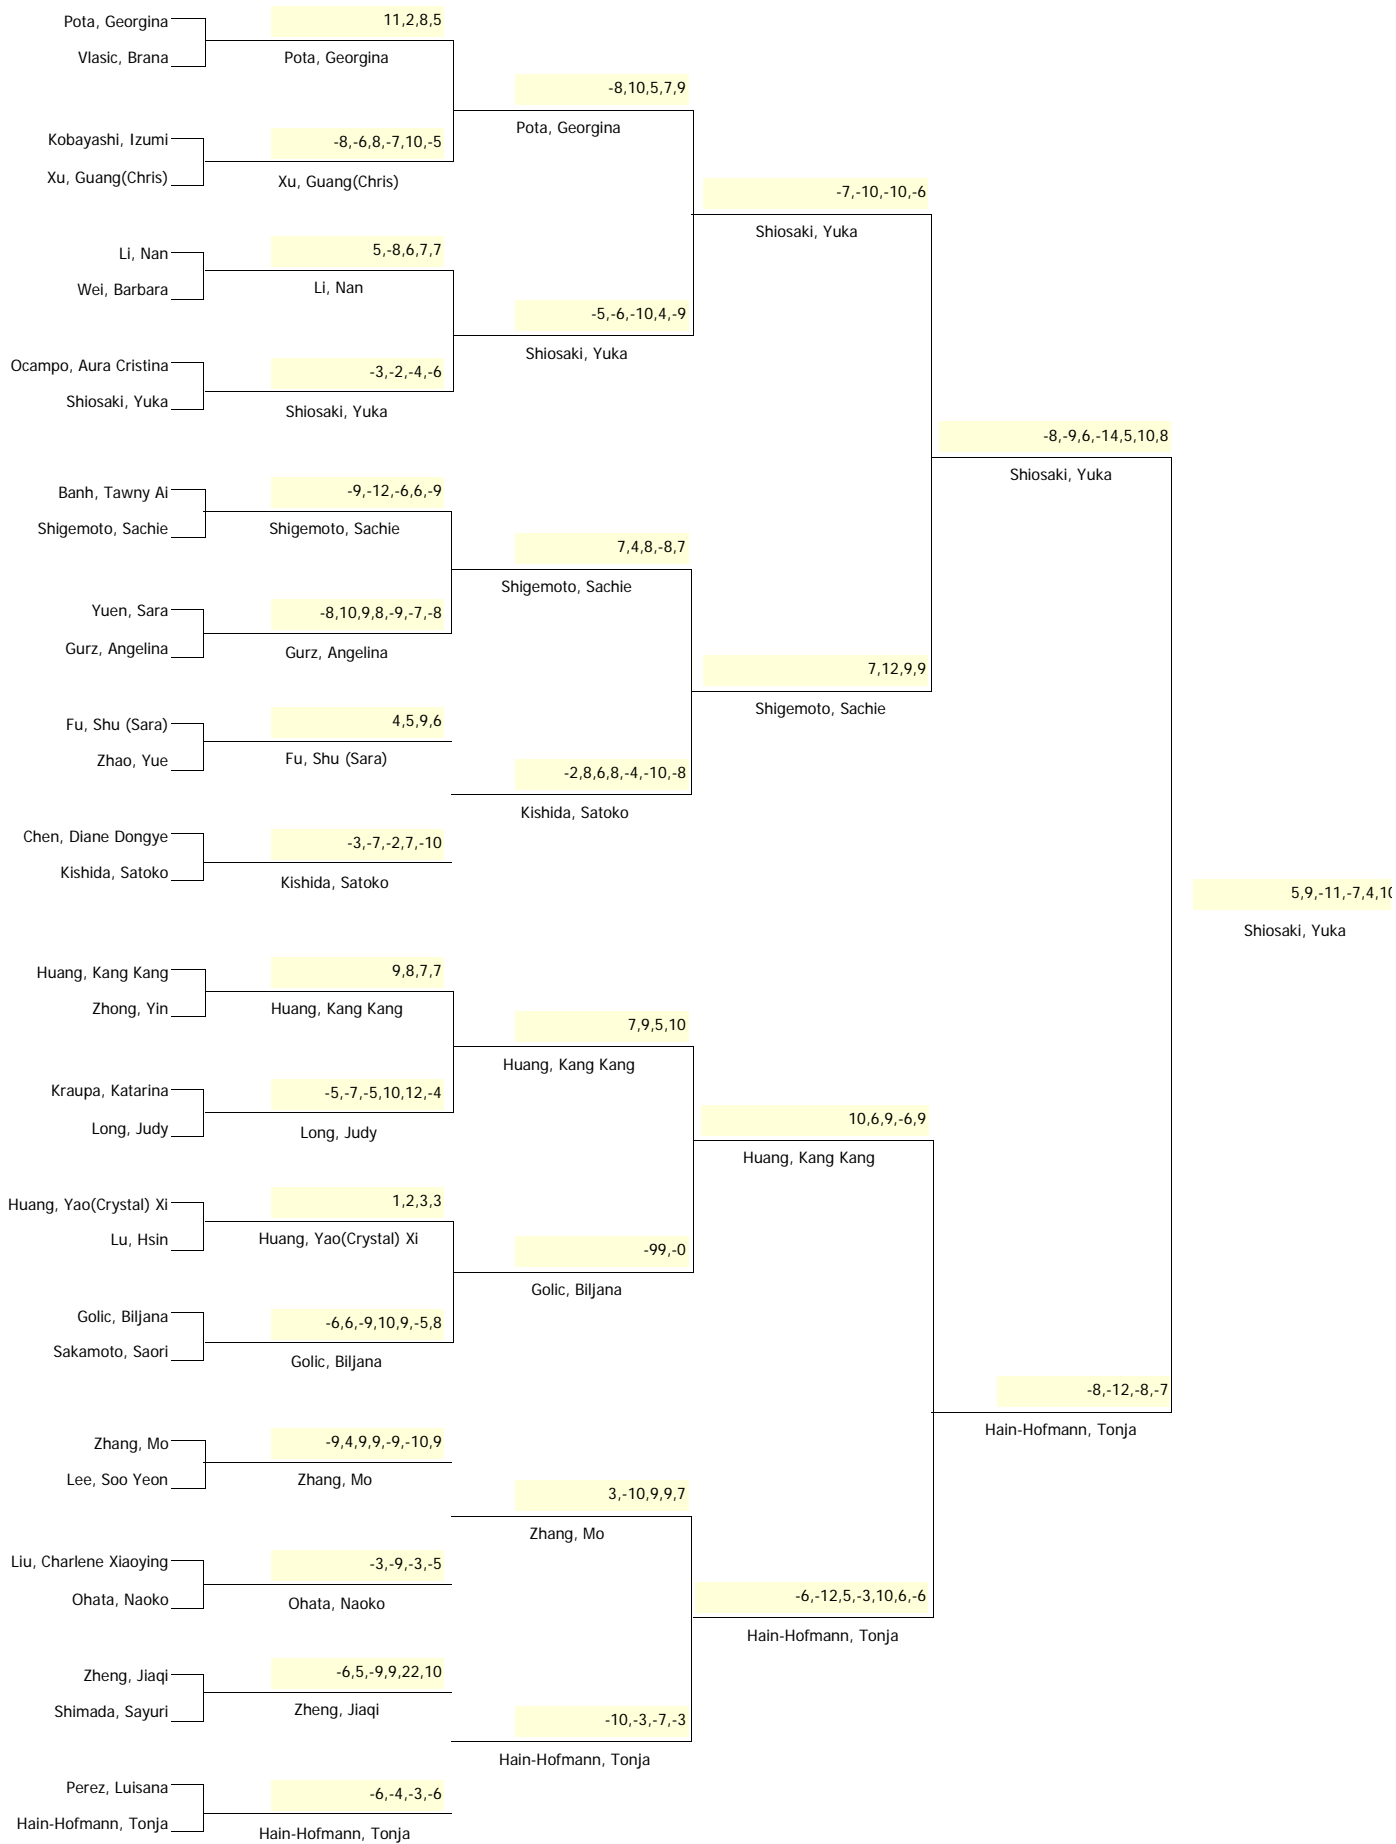 Pota, Georgina
11,2,8,5
Vlasic, Brana
Pota, Georgina
-8,10,5,7,9
Pota, Georgina
Kobayashi, Izumi
-8,-6,8,-7,10,-5
Xu, Guang(Chris)
Xu, Guang(Chris)
-7,-10,-10,-6
Shiosaki, Yuka
Li, Nan
5,-8,6,7,7
Wei, Barbara
Li, Nan
-5,-6,-10,4,-9
Shiosaki, Yuka
Ocampo, Aura Cristina
-3,-2,-4,-6
Shiosaki, Yuka
Shiosaki, Yuka
-8,-9,6,-14,5,10,8
Shiosaki, Yuka
Banh, Tawny Ai
-9,-12,-6,6,-9
Shigemoto, Sachie
Shigemoto, Sachie
7,4,8,-8,7
Shigemoto, Sachie
Yuen, Sara
-8,10,9,8,-9,-7,-8
Gurz, Angelina
Gurz, Angelina
7,12,9,9
Shigemoto, Sachie
Fu, Shu (Sara)
4,5,9,6
Zhao, Yue
Fu, Shu (Sara)
-2,8,6,8,-4,-10,-8
Kishida, Satoko
Chen, Diane Dongye
-3,-7,-2,7,-10
Kishida, Satoko
Kishida, Satoko
5,9,-11,-7,4,10
Shiosaki, Yuka
Huang, Kang Kang
9,8,7,7
Zhong, Yin
Huang, Kang Kang
7,9,5,10
Huang, Kang Kang
Kraupa, Katarina
-5,-7,-5,10,12,-4
Long, Judy
Long, Judy
10,6,9,-6,9
Huang, Kang Kang
Huang, Yao(Crystal) Xi
1,2,3,3
Lu, Hsin
Huang, Yao(Crystal) Xi
-99,-0
Golic, Biljana
Golic, Biljana
-6,6,-9,10,9,-5,8
Sakamoto, Saori
Golic, Biljana
-8,-12,-8,-7
Hain-Hofmann, Tonja
Zhang, Mo
-9,4,9,9,-9,-10,9
Lee, Soo Yeon
Zhang, Mo
3,-10,9,9,7
Zhang, Mo
Liu, Charlene Xiaoying
-3,-9,-3,-5
Ohata, Naoko
Ohata, Naoko
-6,-12,5,-3,10,6,-6
Hain-Hofmann, Tonja
Zheng, Jiaqi
-6,5,-9,9,22,10
Shimada, Sayuri
Zheng, Jiaqi
-10,-3,-7,-3
Hain-Hofmann, Tonja
Perez, Luisana
-6,-4,-3,-6
Hain-Hofmann, Tonja
Hain-Hofmann, Tonja